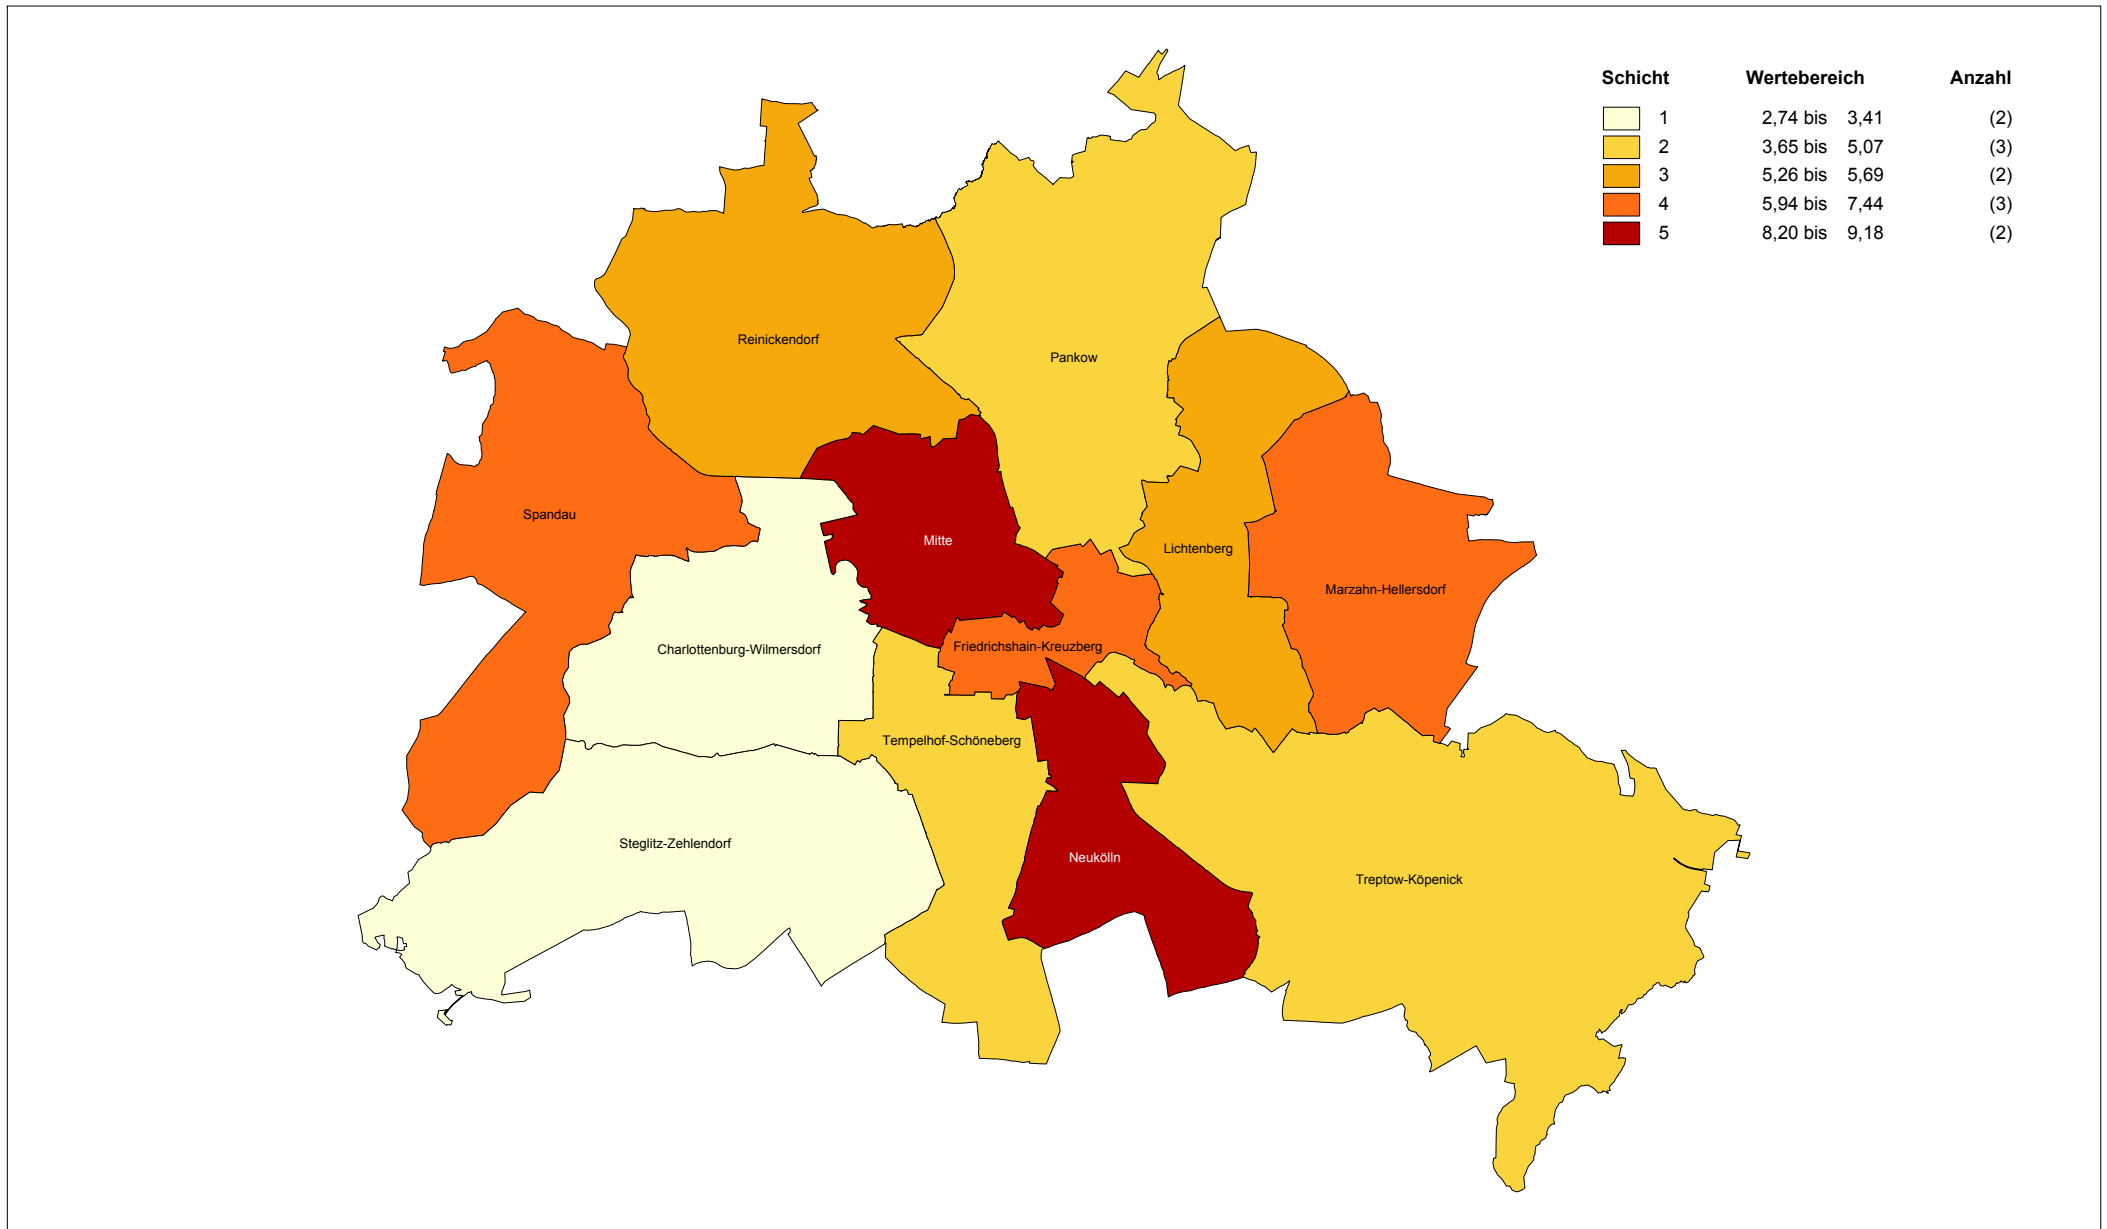 Schicht Wertebereich Anzahl
1 2,74 bis 3,41 (2)
2 3,65 bis 5,07 (3)
3 5,26 bis 5,69 (2)
4 5,94 bis 7,44 (3)
5 8,20 bis 9,18 (2)
Reinickendorf
Pankow
Spandau
Mitte
Lichtenberg
Marzahn-Hellersdorf
Charlottenburg-Wilmersdorf
Friedrichshain-Kreuzberg
Tempelhof-Schöneberg
Steglitz-Zehlendorf
Neukölln
Treptow-Köpenick